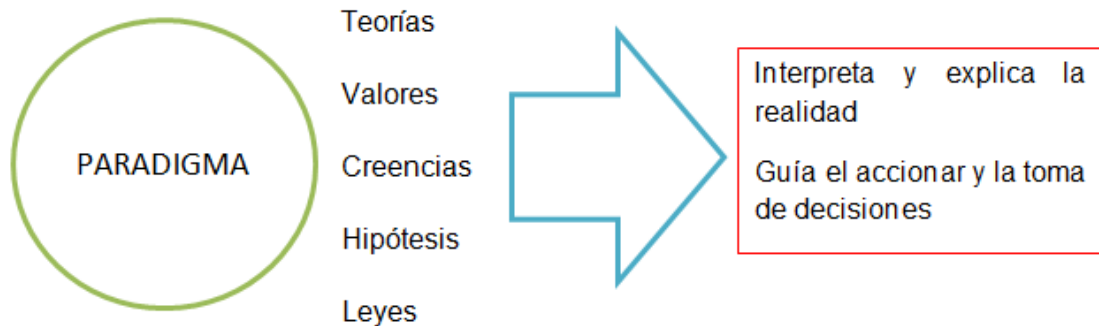 PARADIGMA
Teorías
Valores
Creencias
Hipótesis
Leyes
Interpreta y explica la
realidad
Guía el accionar y la toma
de decisiones